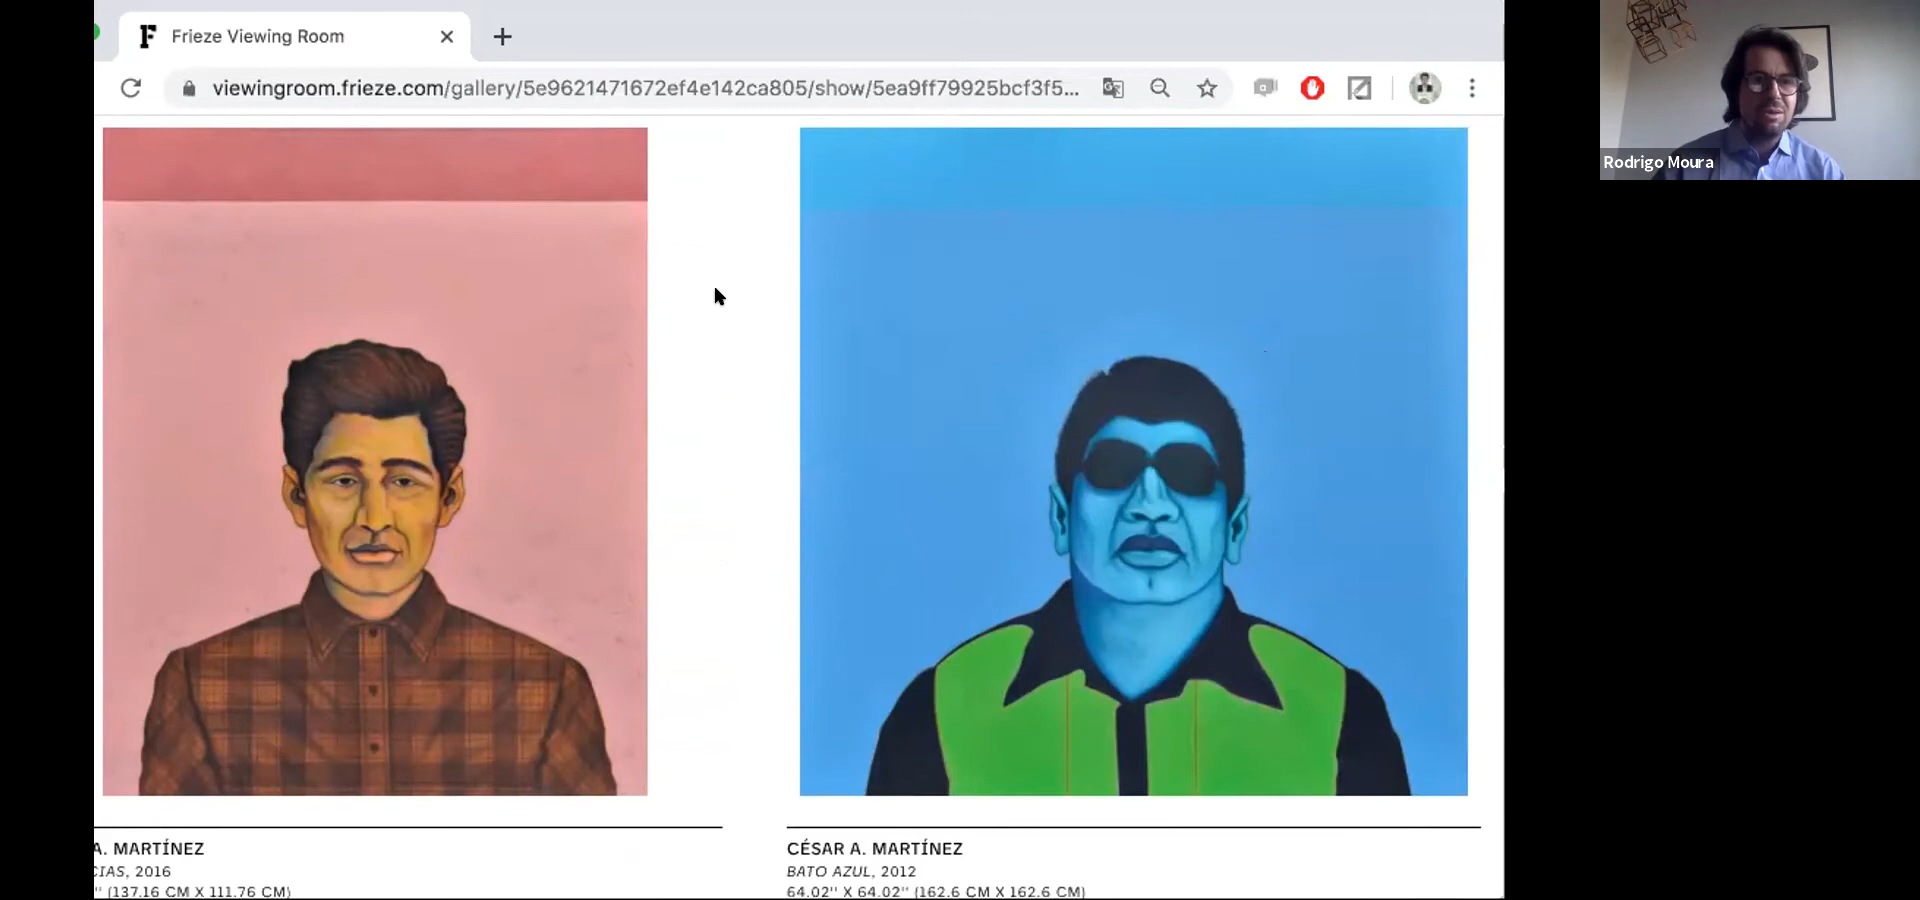 Frieze Viewing Room
viewingroom.frieze.com/gallery/5e9621471672ef4e142ca805/show/5ea9ff79925bcf3f5...
Rodrigo Moura
A. MARTÍNEZ
CIAS, 2016
" (137.16 CM X 111.76 CM)
CÉSAR A. MARTÍNEZ
BATO AZUL, 2012
64.02" X 64.02" (162.6 CM X 162.6 CM)